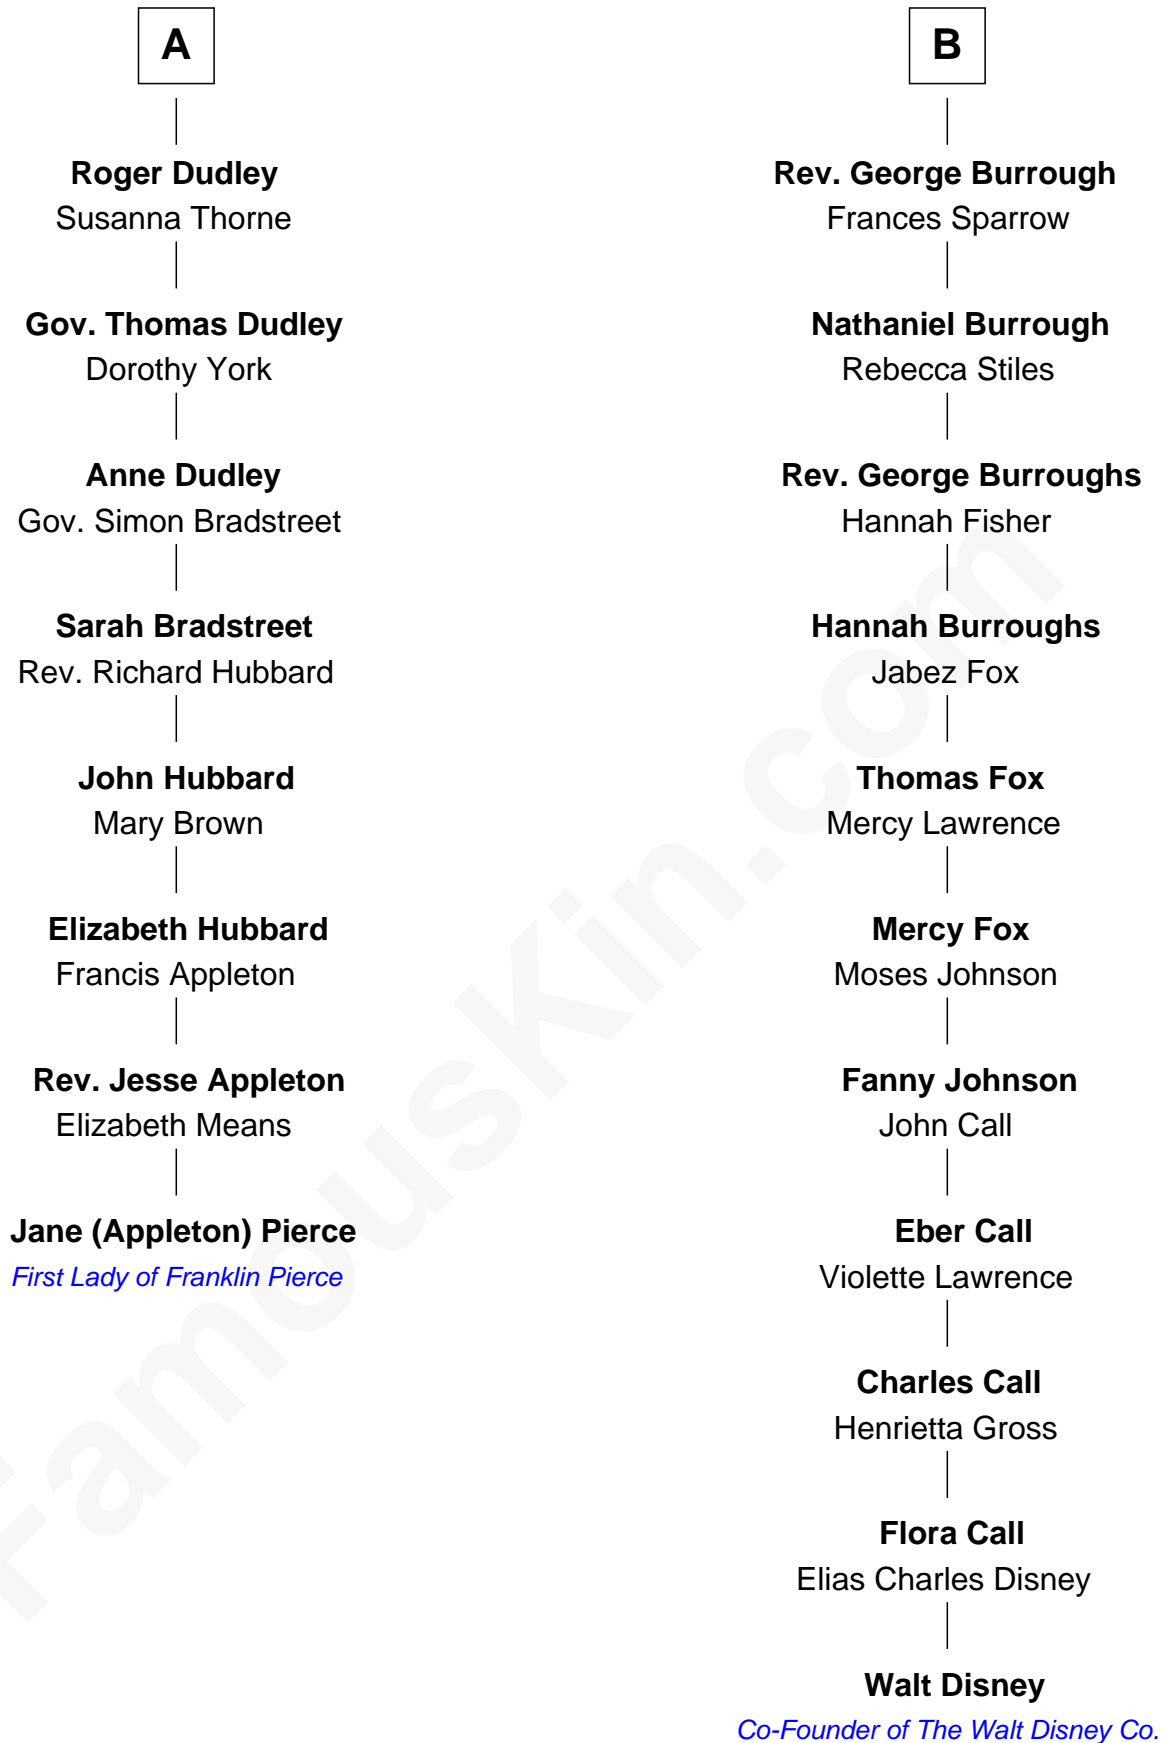 A
Roger Dudley
Susanna Thorne
Gov. Thomas Dudley
Dorothy York
Anne Dudley
Gov. Simon Bradstreet
Sarah Bradstreet
Rev. Richard Hubbard
John Hubbard
Mary Brown
Elizabeth Hubbard
Francis Appleton
Rev. Jesse Appleton
Elizabeth Means
Jane (Appleton) Pierce
First Lady of Franklin Pierce
B
Rev. George Burrough
Frances Sparrow
Nathaniel Burrough
Rebecca Stiles
Rev. George Burroughs
Hannah Fisher
Hannah Burroughs
Jabez Fox
Thomas Fox
Mercy Lawrence
Mercy Fox
Moses Johnson
Fanny Johnson
John Call
Eber Call
Violette Lawrence
Charles Call
Henrietta Gross
Flora Call
Elias Charles Disney
Walt Disney
Co-Founder of The Walt Disney Co.
FamousKin.com